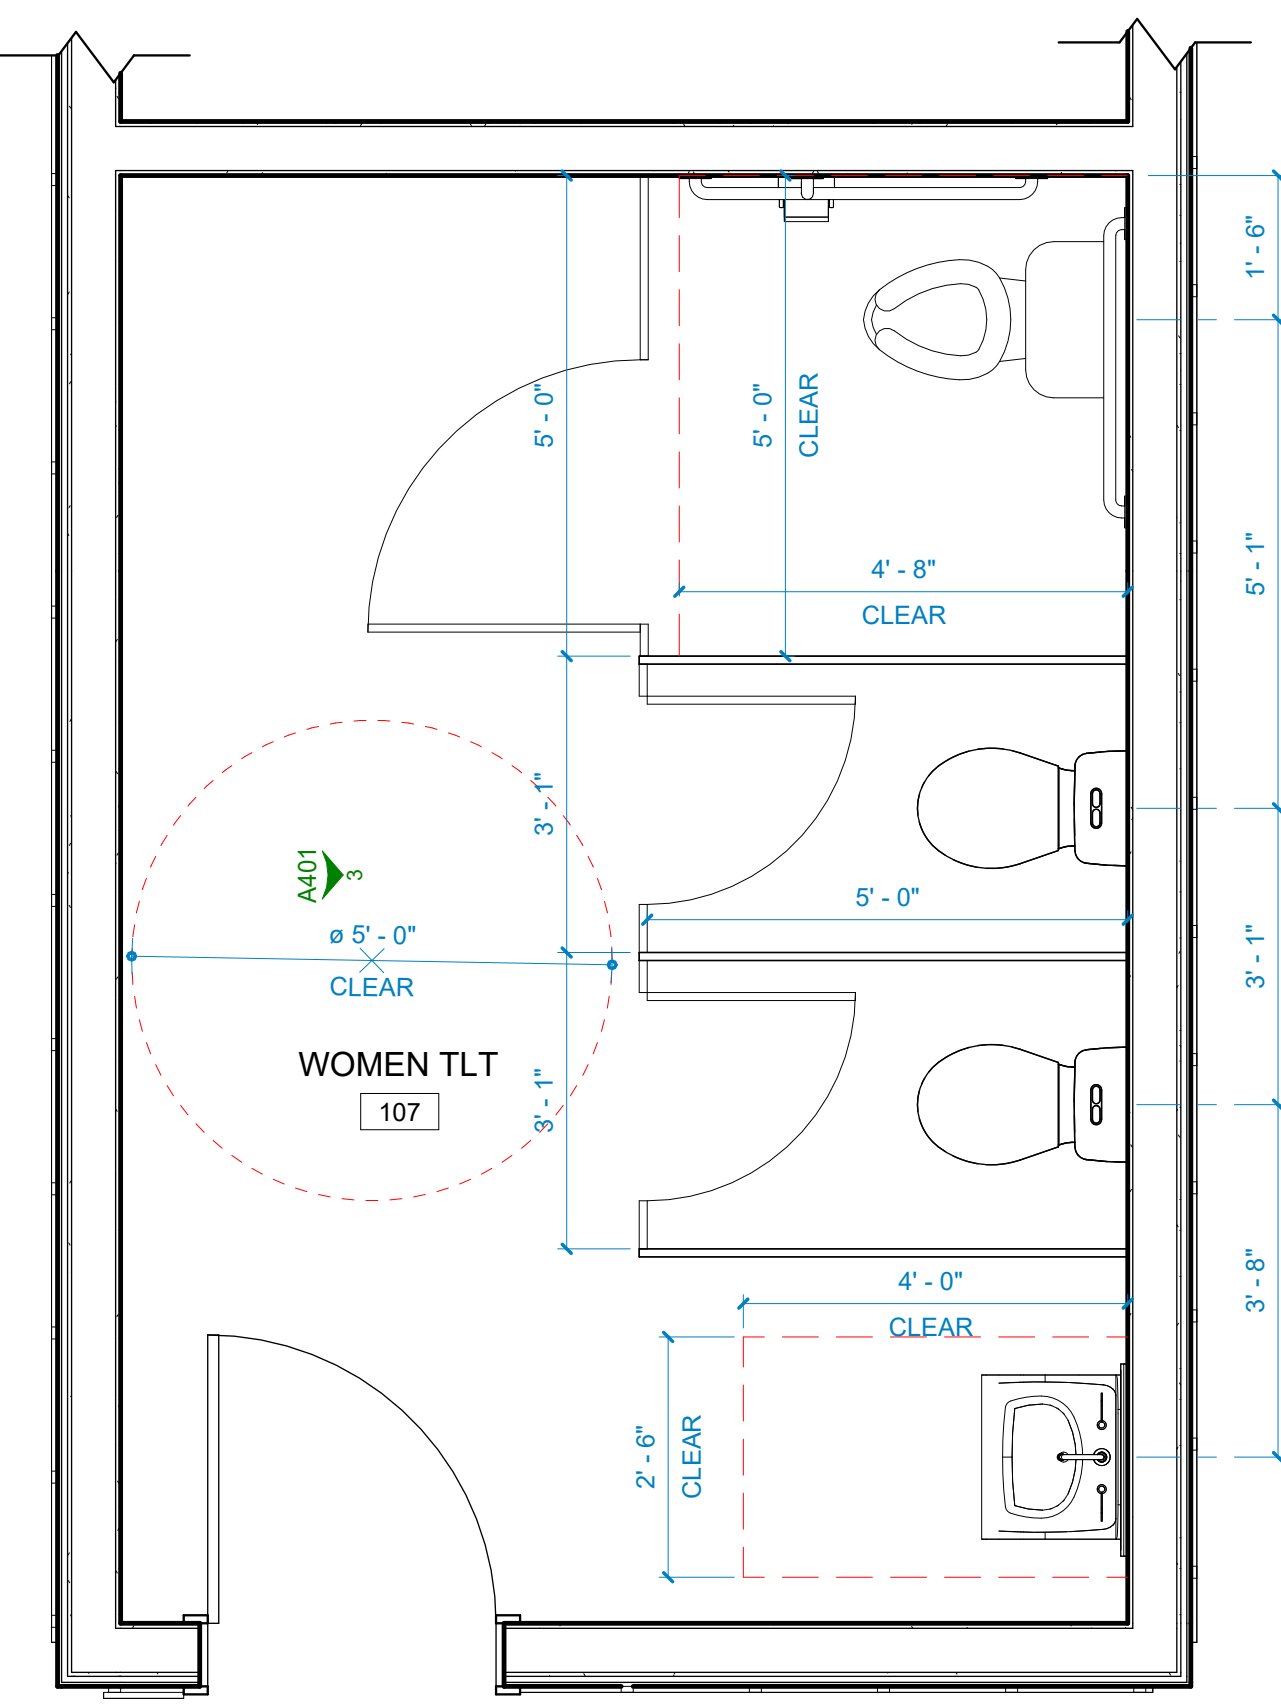 1' - 6"
5' - 0"
5' - 0"
CLEAR
5' - 1"
4' - 8"
CLEAR
3' - 1"
A401
3
5' - 0"
ø 5' - 0"
CLEAR
3' - 1"
WOMEN TLT
107
3' - 1"
4' - 0"
CLEAR
3' - 8"
2' - 6"
CLEAR